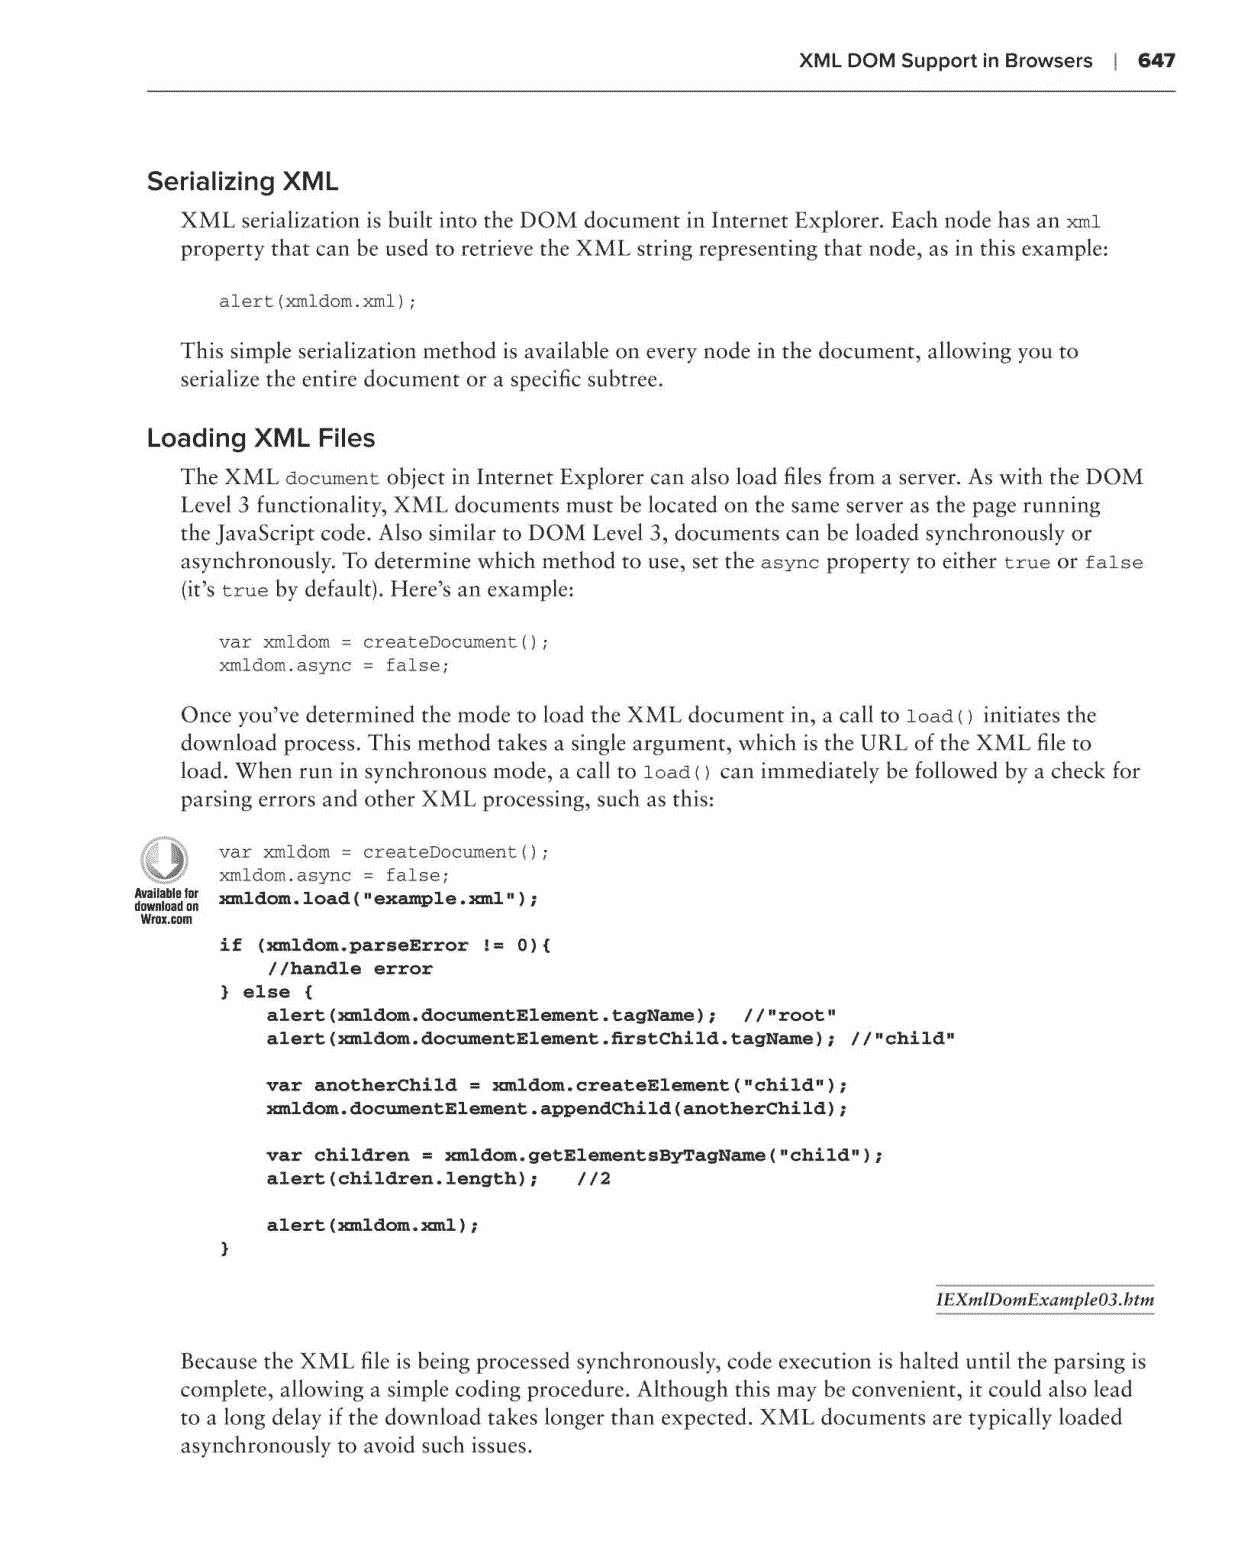 XML DOM Support in Browsers | 647
Serializing XML
XML serialization is built into the DOM document in Internet Explorer. Each node has an xml
property that can be used to retrieve the XML string representing that node, as in this example:
alert(xmldom.xml);
This simple serialization method is available on every node in the document, allowing you to
serialize the entire document or a specific subtree.
Loading XML Files
The XML document object in Internet Explorer can also load files from a server. As with the DOM
Level 3 functionality, XML documents must be located on the same server as the page running
the JavaScript code. Also similar to DOM Level 3, documents can be loaded synchronously or
asynchronously. To determine which method to use, set the async property to either true or false
(it's true by default). Here's an example:
var xmldom = createDocument();
xmldom.async = false;
Once you've determined the mode to load the XML document in, a call to load() initiates the
download process. This method takes a single argument, which is the URL of the XML file to
load. When run in synchronous mode, a call to load() can immediately be followed by a check for
parsing errors and other XML processing, such as this:
Available for
download on
Wrox.com
var xmldom = createDocument();
xmldom.async = false;
xmldom.load("example.xml");
if (xmldom.parseError != 0){
    //handle error
} else {
    alert(xmldom.documentElement.tagName);  //"root"
    alert(xmldom.documentElement.firstChild.tagName); //"child"
    var anotherChild = xmldom.createElement("child");
    xmldom.documentElement.appendChild(anotherChild);
    var children = xmldom.getElementsByTagName("child");
    alert(children.length);   //2
    alert(xmldom.xml);
}
IEXmlDomExample03.htm
Because the XML file is being processed synchronously, code execution is halted until the parsing is
complete, allowing a simple coding procedure. Although this may be convenient, it could also lead
to a long delay if the download takes longer than expected. XML documents are typically loaded
asynchronously to avoid such issues.